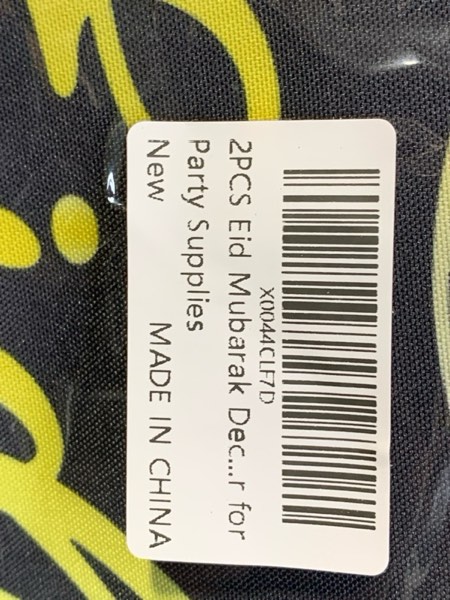 X0044CLF7D
2PCS Eid Mubarak Dec...r for
Party Supplies
New MADE IN CHINA